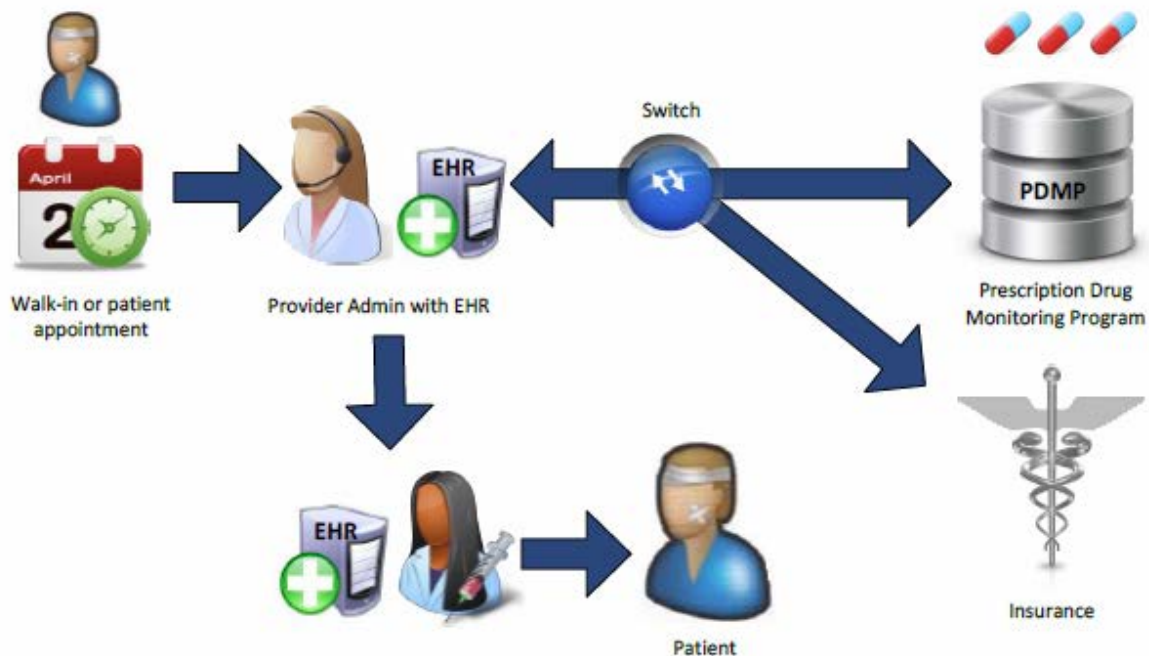 April
2
Walk-in or patient
appointment
EHR
Provider Admin with EHR
Switch
PDMP
Prescription Drug
Monitoring Program
EHR
Patient
Insurance